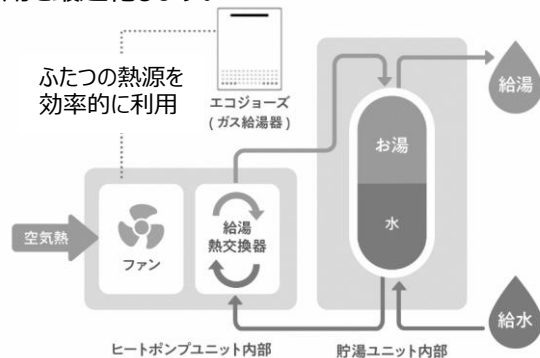 ふたつの熱源を
効率的に利用
エコジョーズ
(ガス給湯器)
給湯
お湯
水
空気熱
ファン
給湯
熱交換器
給水
ヒートポンプユニット内部
貯湯ユニット内部